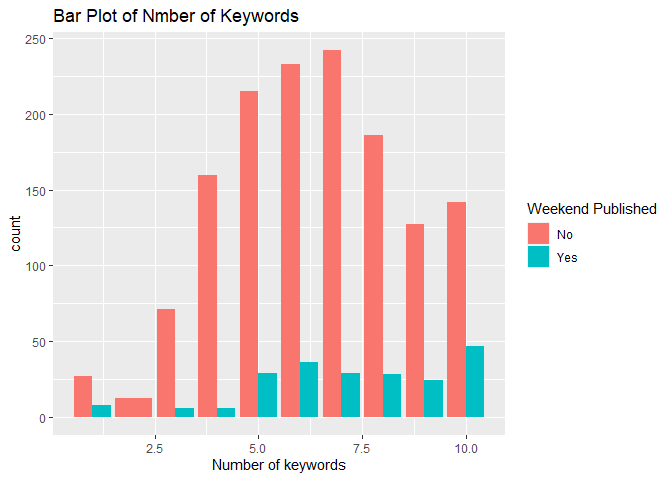 Bar Plot of Nmber of Keywords
250
200
150
100
50
0
count
2.5 5.0 7.5 10.0
Number of keywords
Weekend Published
No
Yes